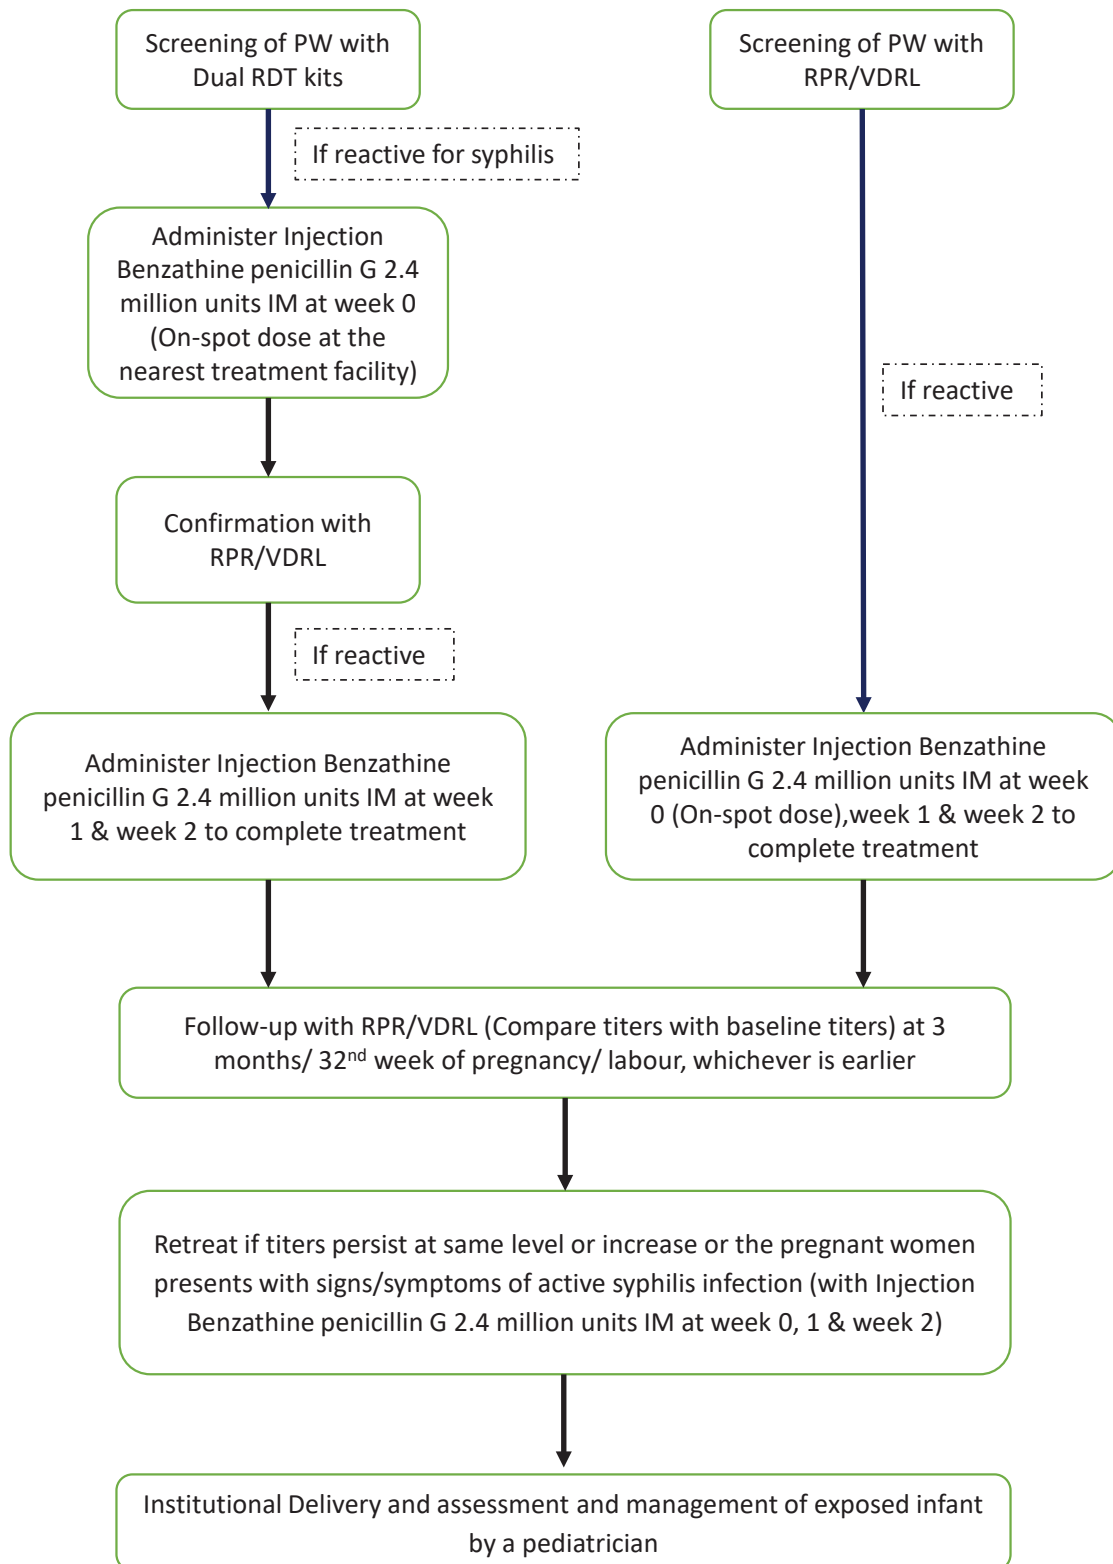 Screening of PW with
Dual RDT kits
Screening of PW with
RPR/VDRL
If reactive for syphilis
Administer Injection
Benzathine penicillin G 2.4
million units IM at week 0
(On-spot dose at the
nearest treatment facility)
If reactive
Confirmation with
RPR/VDRL
If reactive
Administer Injection Benzathine
penicillin G 2.4 million units IM at week
1 & week 2 to complete treatment
Administer Injection Benzathine
penicillin G 2.4 million units IM at week
0 (On-spot dose),week 1 & week 2 to
complete treatment
Follow-up with RPR/VDRL (Compare titers with baseline titers) at 3
months/ 32nd week of pregnancy/ labour, whichever is earlier
Retreat if titers persist at same level or increase or the pregnant women
presents with signs/symptoms of active syphilis infection (with Injection
Benzathine penicillin G 2.4 million units IM at week 0, 1 & week 2)
Institutional Delivery and assessment and management of exposed infant
by a pediatrician